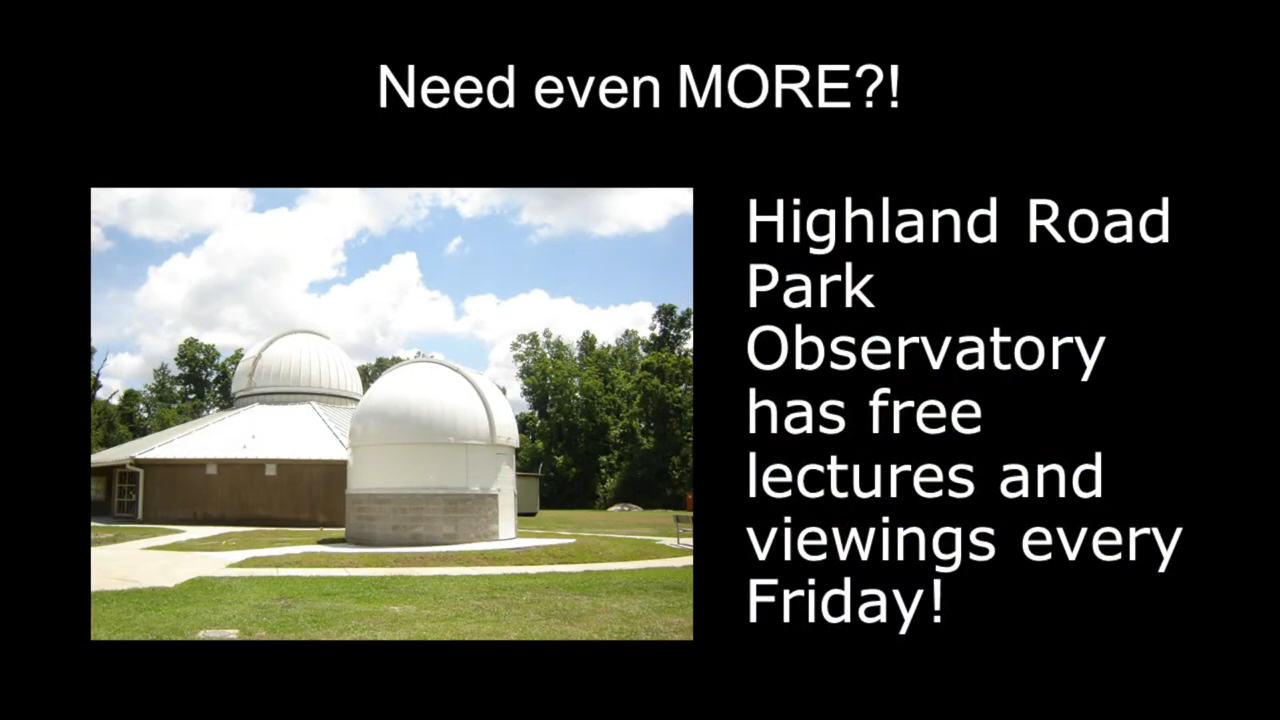 Need even MORE?!
Highland Road
Park
Observatory
has free
lectures and
viewings every
Friday!